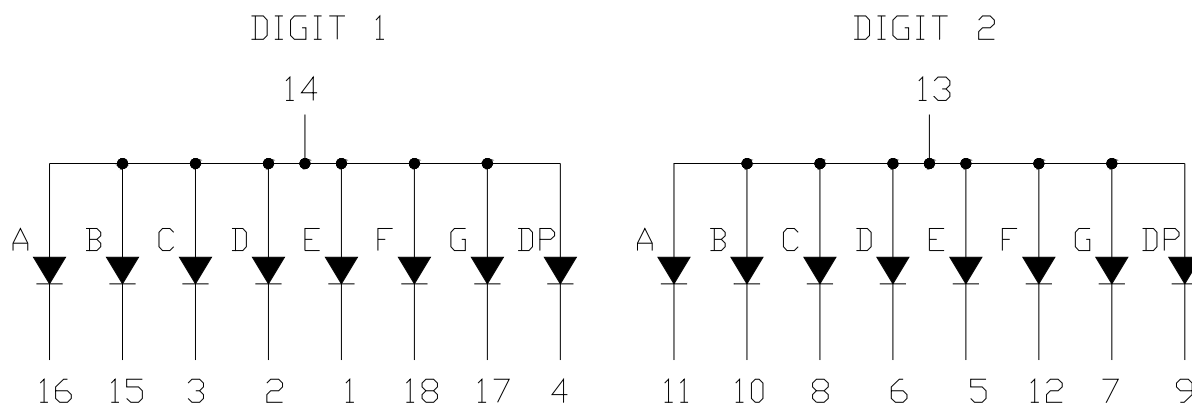 DIGIT 1 DIGIT 2
14 13
A B C D E F G DP A B C D E F G DP
16 15 3 2 1 18 17 4 11 10 8 6 5 12 7 9